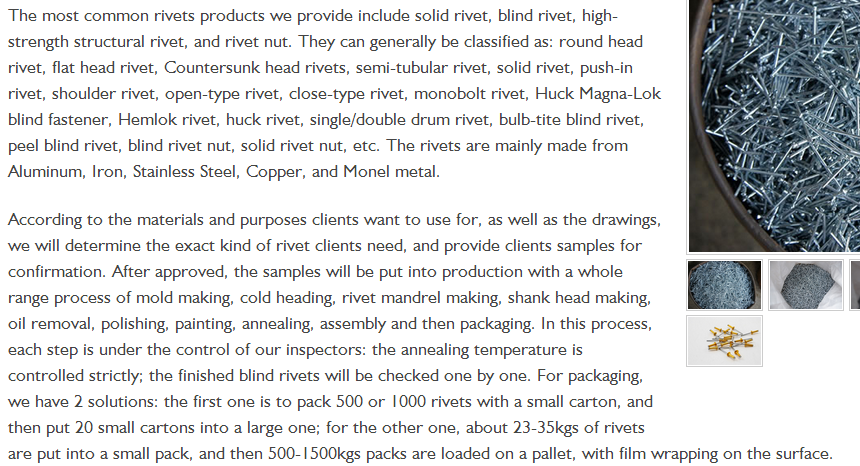 The most common rivets products we provide include solid rivet, blind rivet, high-
strength structural rivet, and rivet nut. They can generally be classified as: round head
rivet, flat head rivet, Countersunk head rivets, semi-tubular rivet, solid rivet, push-in
rivet, shoulder rivet, open-type rivet, close-type rivet, monobolt rivet, Huck Magna-Lok
blind fastener, Hemlok rivet, huck rivet, single/double drum rivet, bulb-tite blind rivet,
peel blind rivet, blind rivet nut, solid rivet nut, etc. The rivets are mainly made from
Aluminum, Iron, Stainless Steel, Copper, and Monel metal.
According to the materials and purposes clients want to use for, as well as the drawings,
we will determine the exact kind of rivet clients need, and provide clients samples for
confirmation. After approved, the samples will be put into production with a whole
range process of mold making, cold heading, rivet mandrel making, shank head making,
oil removal, polishing, painting, annealing, assembly and then packaging. In this process,
each step is under the control of our inspectors: the annealing temperature is
controlled strictly; the finished blind rivets will be checked one by one. For packaging,
we have 2 solutions: the first one is to pack 500 or 1000 rivets with a small carton, and
then put 20 small cartons into a large one; for the other one, about 23-35kgs of rivets
are put into a small pack, and then 500-1500kgs packs are loaded on a pallet, with film wrapping on the surface.